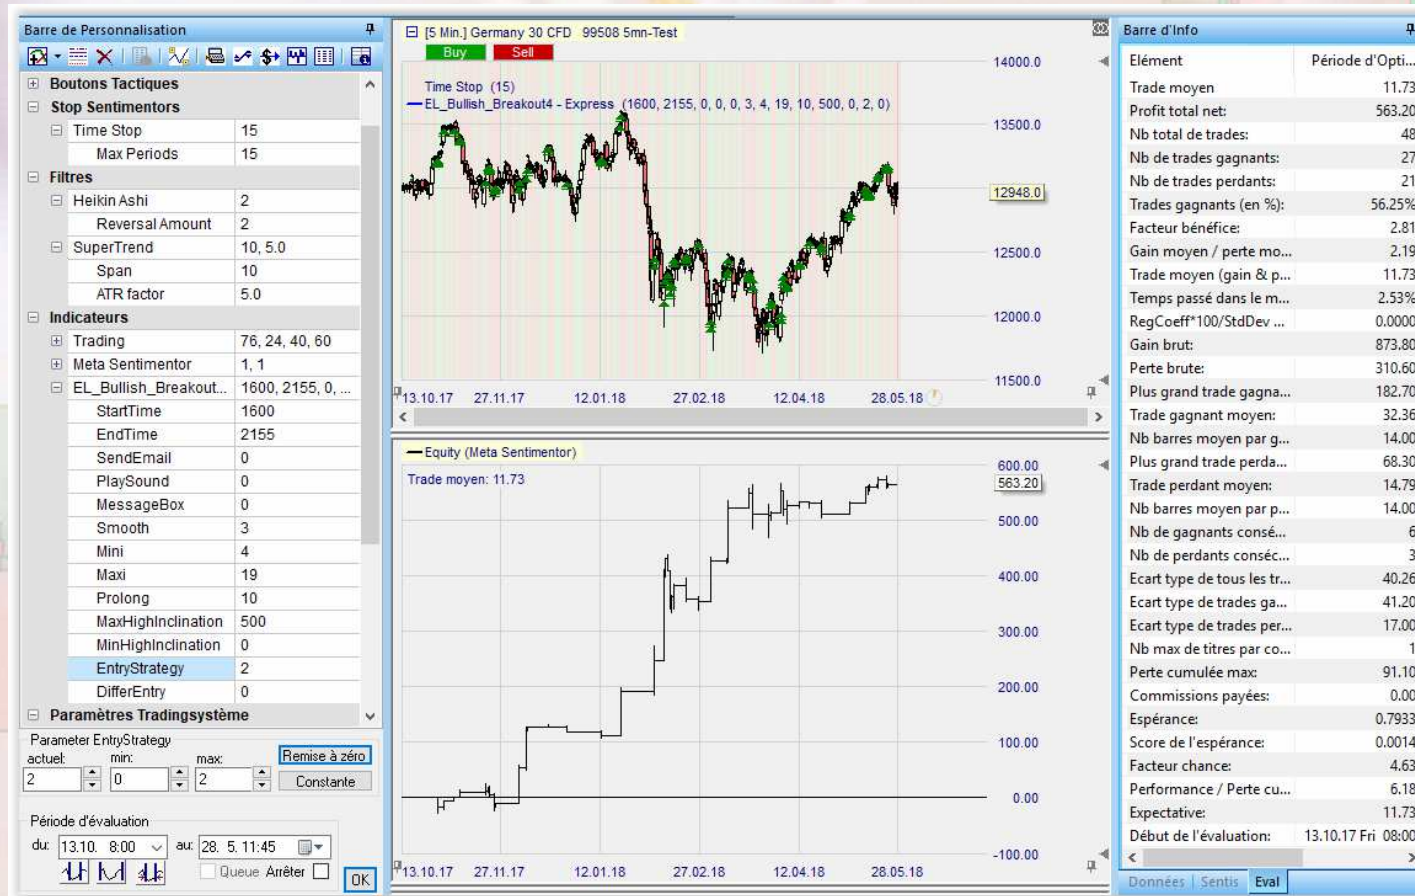 Barre de Personnalisation
Boutons Tactiques
Stop Sentimentors
Time Stop 15
Max Periods 15
Filtres
Heikin Ashi 2
Reversal Amount 2
SuperTrend 10, 5.0
Span 10
ATR factor 5.0
Indicateurs
Trading 76, 24, 40, 60
Meta Sentimentor 1, 1
EL_Bullish_Breakout... 1600, 2155, 0, ...
StartTime 1600
EndTime 2155
SendEmail 0
PlaySound 0
MessageBox 0
Smooth 3
Mini 4
Maxi 19
Prolong 10
MaxHighInclination 500
MinHighInclination 0
EntryStrategy 2
DifferEntry 0
Paramètres Tradingsystème
Parameter EntryStrategy
actuel: min: max: Remise à zéro
2 0 2 Constante
Période d'évaluation
du: 13.10. 8:00 au: 28. 5. 11:45
Queue Arrêter OK
[5 Min.] Germany 30 CFD 99508 5mn-Test
Buy Sell
Time Stop (15)
EL_Bullish_Breakout4 - Express (1600, 2155, 0, 0, 0, 3, 4, 19, 10, 500, 0, 2, 0)
14000.0
13500.0
12948.0
12500.0
12000.0
11500.0
13.10.17 27.11.17 12.01.18 27.02.18 12.04.18 28.05.18
Equity (Meta Sentimentor)
Trade moyen: 11.73
600.00
563.20
500.00
400.00
300.00
200.00
100.00
0.00
-100.00
13.10.17 27.11.17 12.01.18 27.02.18 12.04.18 28.05.18
Barre d'Info
Elément Période d'Opti...
Trade moyen 11.73
Profit total net: 563.20
Nb total de trades: 48
Nb de trades gagnants: 27
Nb de trades perdants: 21
Trades gagnants (en %): 56.25%
Facteur bénéfice: 2.81
Gain moyen / perte mo... 2.19
Trade moyen (gain & p... 11.73
Temps passé dans le m... 2.53%
RegCoeff*100/StdDev ... 0.0000
Gain brut: 873.80
Perte brute: 310.60
Plus grand trade gagna... 182.70
Trade gagnant moyen: 32.36
Nb barres moyen par g... 14.00
Plus grand trade perda... 68.30
Trade perdant moyen: 14.79
Nb barres moyen par p... 14.00
Nb de gagnants consé... 6
Nb de perdants conséc... 3
Ecart type de tous les tr... 40.26
Ecart type de trades ga... 41.20
Ecart type de trades per... 17.00
Nb max de titres par co... 1
Perte cumulée max: 91.10
Commissions payées: 0.00
Espérance: 0.7933
Score de l'espérance: 0.0014
Facteur chance: 4.63
Performance / Perte cu... 6.18
Expectative: 11.73
Début de l'évaluation: 13.10.17 Fri 08:00
Données Sentis Eval